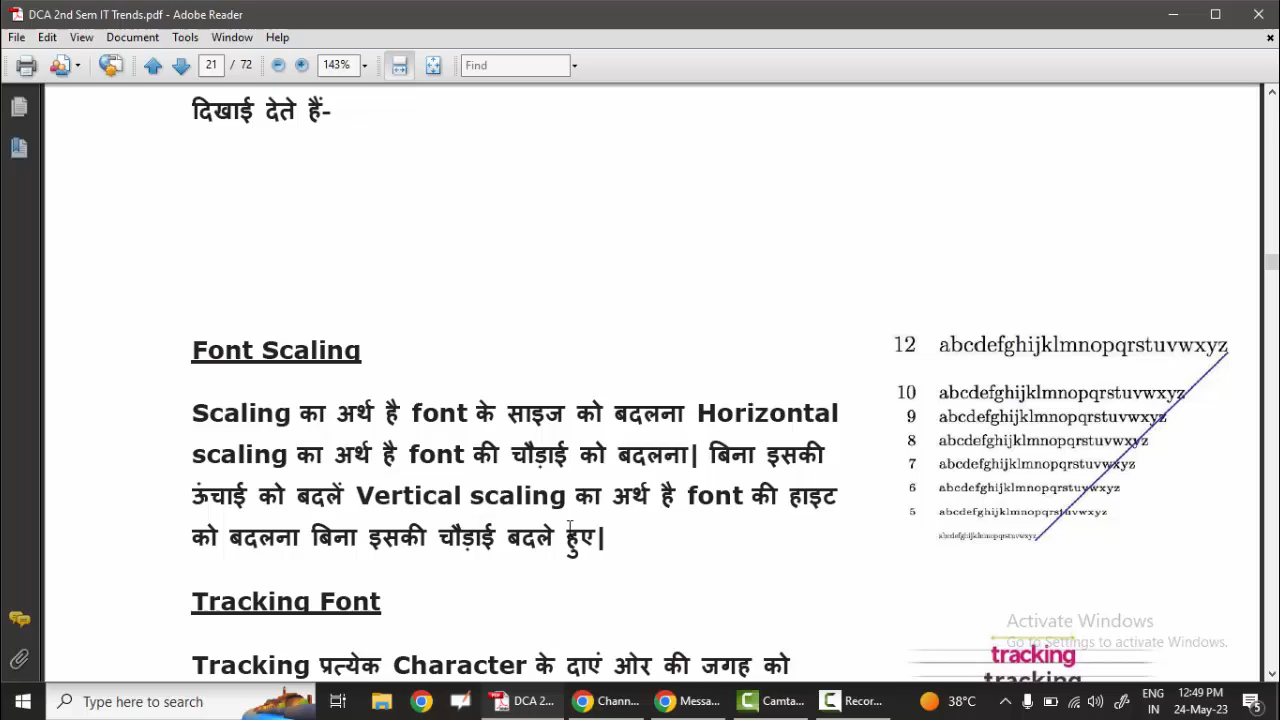 DCA 2nd Sem IT Trends.pdf - Adobe Reader
File Edit View Document Tools Window Help
21 / 72 143% Find
दिखाई देते हैं-
Font Scaling
Scaling का अर्थ है font के साइज को बदलना Horizontal
scaling का अर्थ है font की चौड़ाई को बदलना| बिना इसकी
ऊंचाई को बदलें Vertical scaling का अर्थ है font की हाइट
को बदलना बिना इसकी चौड़ाई बदले हुए|
12 abcdefghijklmnopqrstuvwxyz
10 abcdefghijklmnopqrstuvwxyz
9 abcdefghijklmnopqrstuvwxyz
8 abcdefghijklmnopqrstuvwxyz
7 abcdefghijklmnopqrstuvwxyz
6 abcdefghijklmnopqrstuvwxyz
5 abcdefghijklmnopqrstuvwxyz
abcdefghijklmnopqrstuvwxyz
Tracking Font
Tracking प्रत्येक Character के दाएं ओर की जगह को
Activate Windows
Go to Settings to activate Windows.
tracking
tracking
Type here to search
DCA 2...
Chann...
Messa...
Camta...
Recor...
38°C
ENG
IN
12:49 PM
24-May-23
5